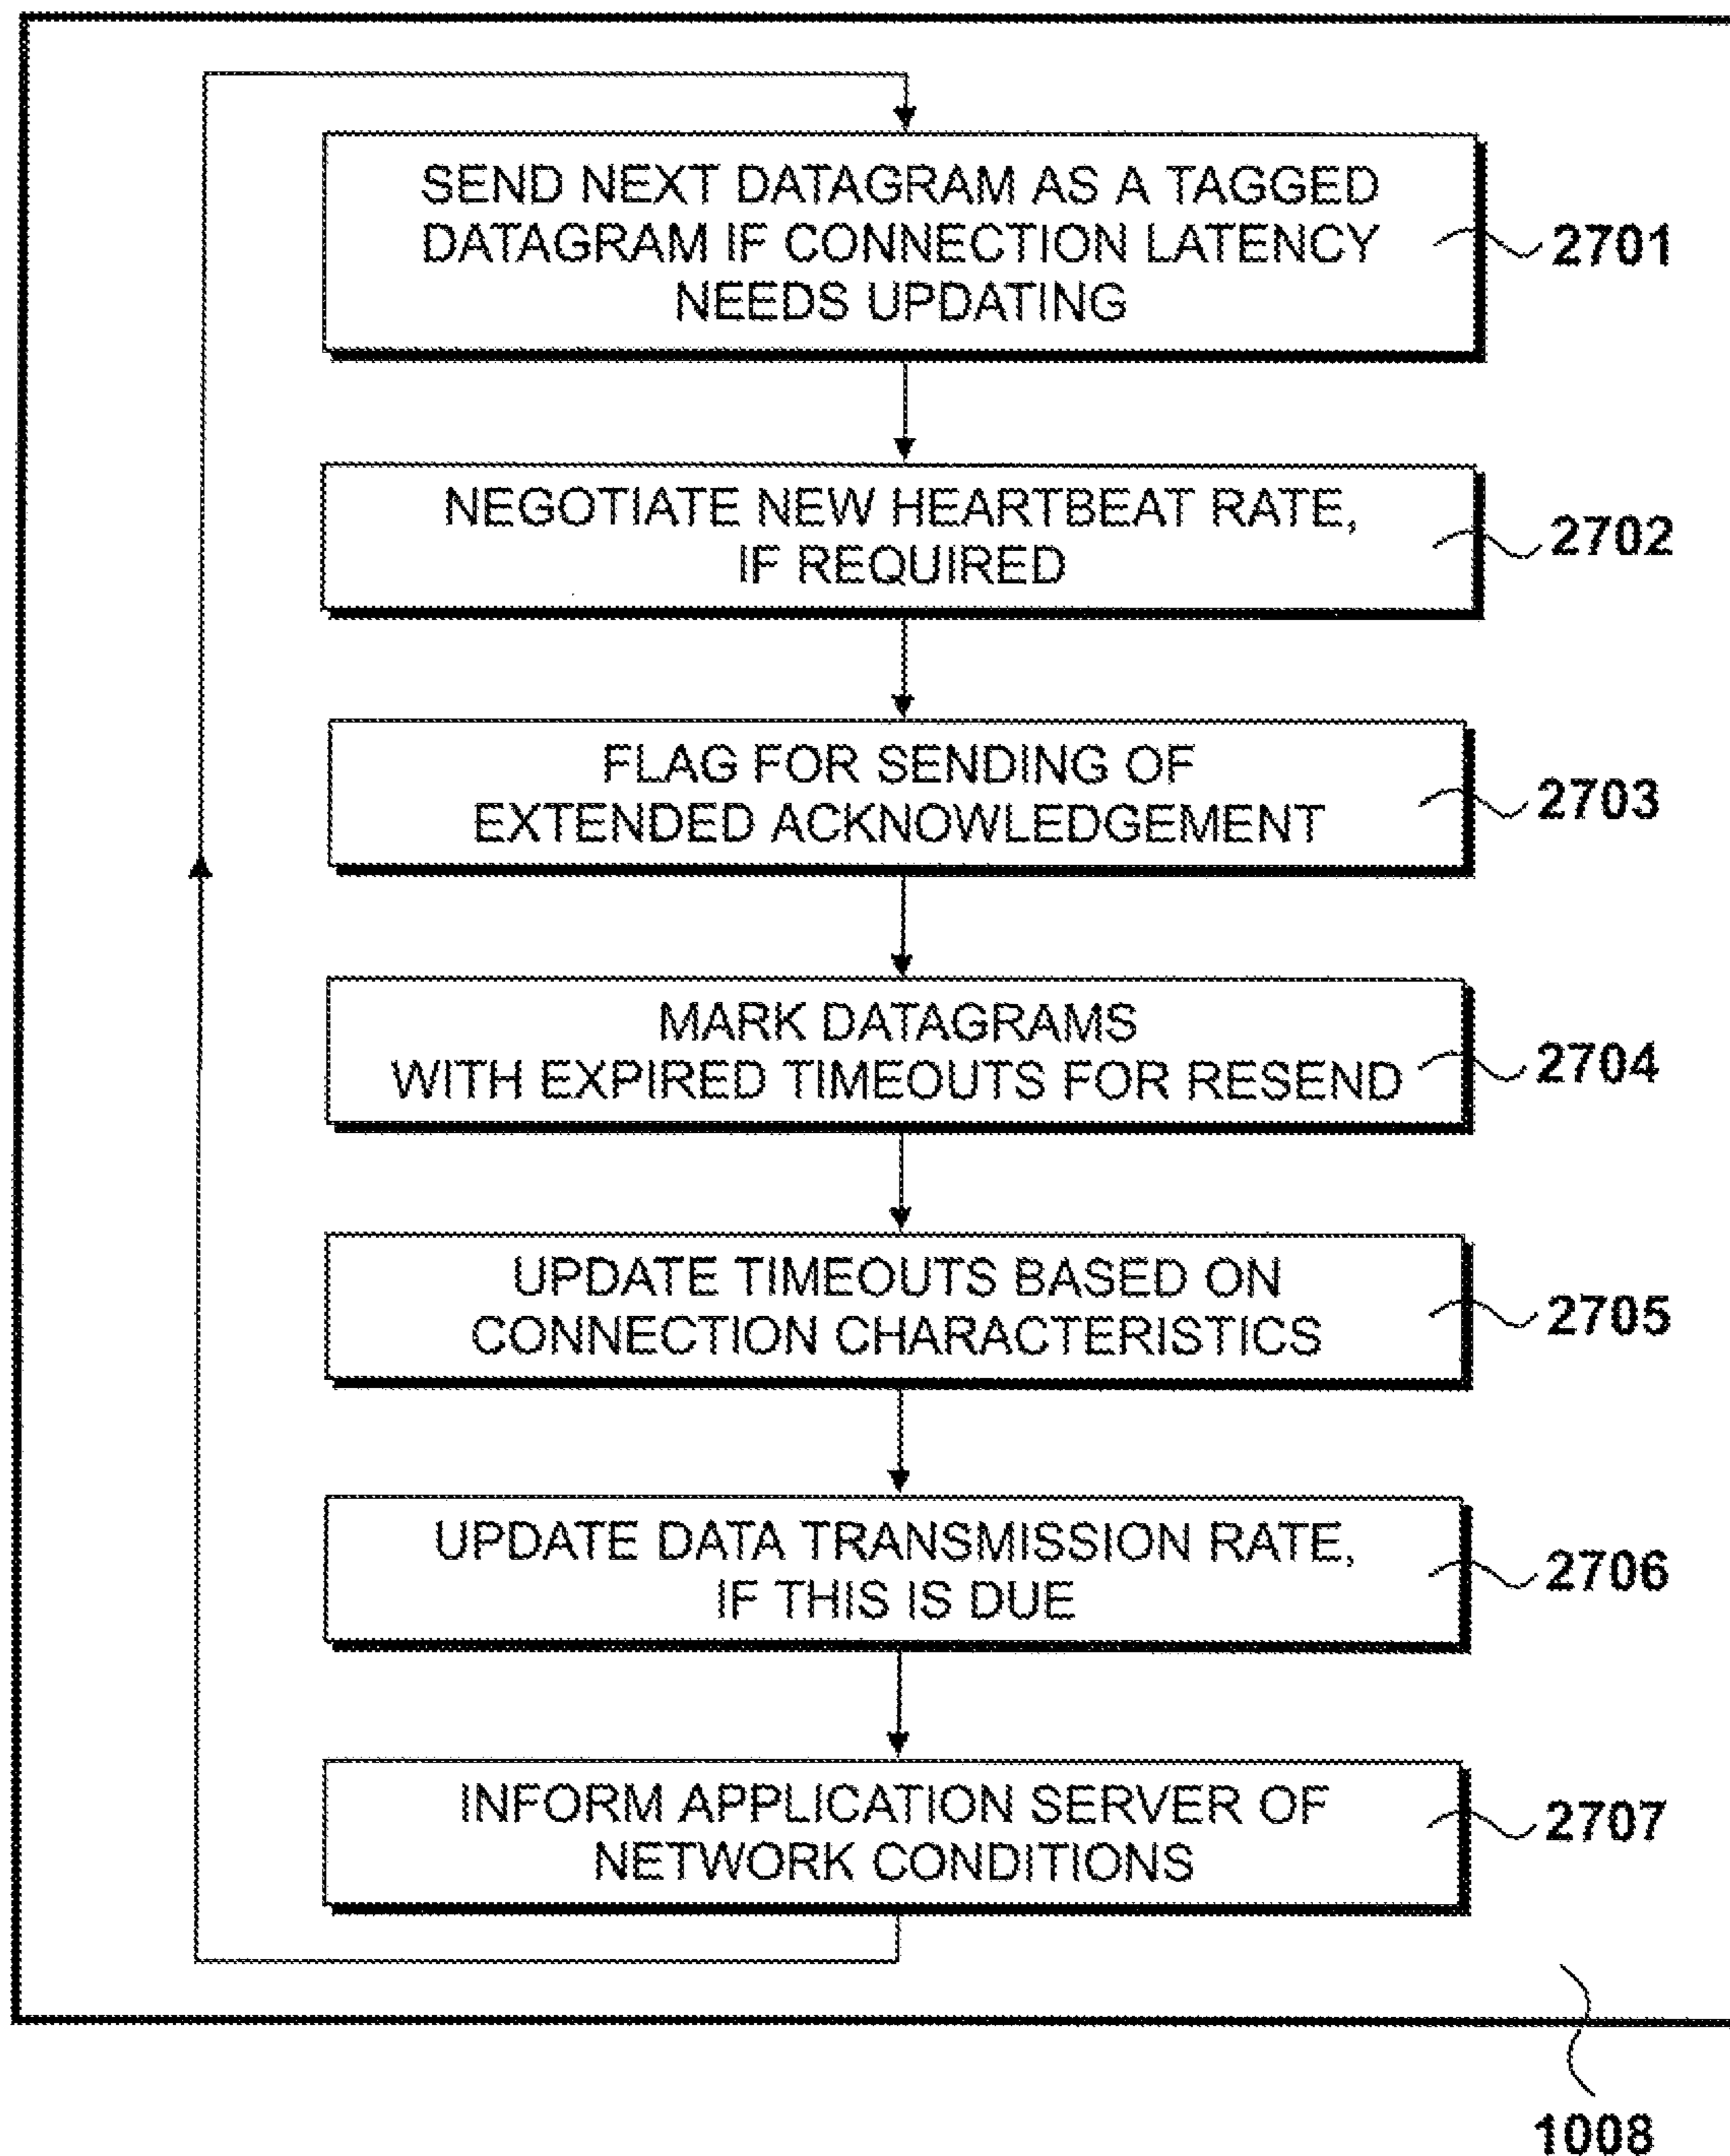 SEND NEXT DATAGRAM AS A TAGGED
DATAGRAM IF CONNECTION LATENCY
NEEDS UPDATING
2701
NEGOTIATE NEW HEARTBEAT RATE,
IF REQUIRED
2702
FLAG FOR SENDING OF
EXTENDED ACKNOWLEDGEMENT
2703
MARK DATAGRAMS
WITH EXPIRED TIMEOUTS FOR RESEND
2704
UPDATE TIMEOUTS BASED ON
CONNECTION CHARACTERISTICS
2705
UPDATE DATA TRANSMISSION RATE,
IF THIS IS DUE
2706
INFORM APPLICATION SERVER OF
NETWORK CONDITIONS
2707
1008